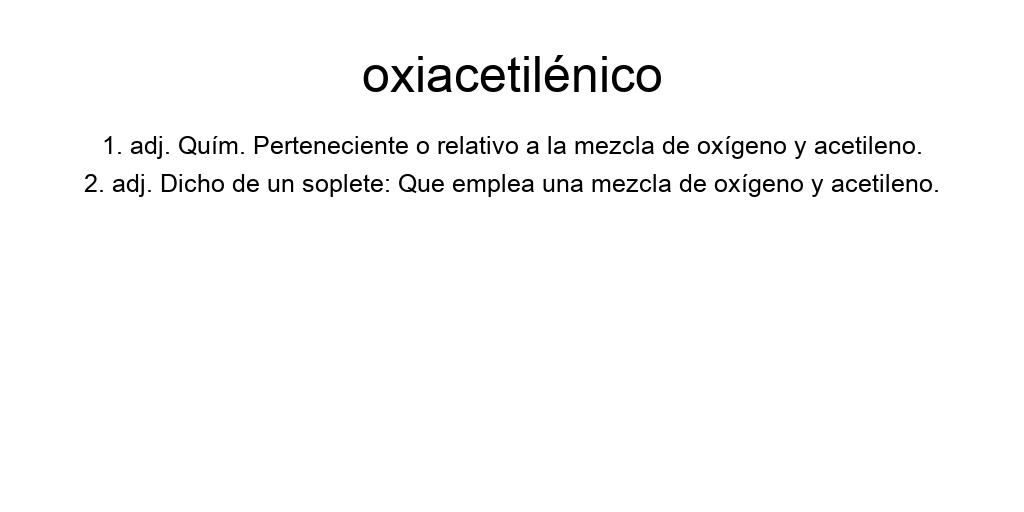 oxiacetilénico
1. adj. Quím. Perteneciente o relativo a la mezcla de oxígeno y acetileno.
2. adj. Dicho de un soplete: Que emplea una mezcla de oxígeno y acetileno.